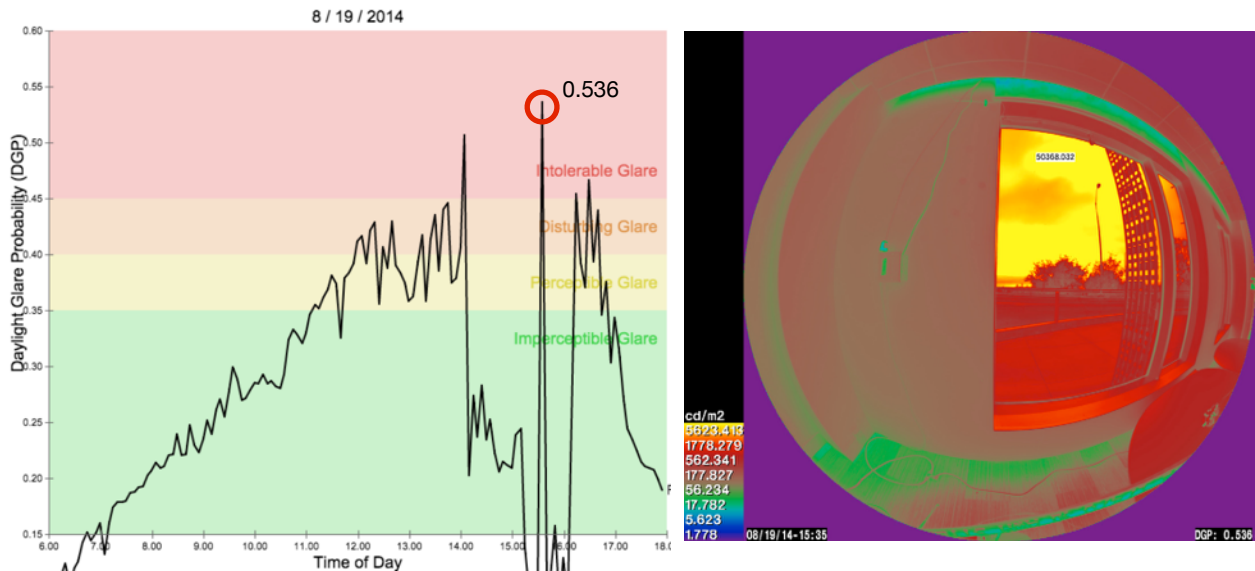 8 / 19 / 2014
0.60
0.55
0.536
0.50
Intolerable Glare
0.45
Disturbing Glare
0.40
Perceptible Glare
0.35
Imperceptible Glare
0.30
0.25
0.20
0.15
Daylight Glare Probability (DGP)
6.00 7.00 8.00 9.00 10.00 11.00 12.00 13.00 14.00 15.00 16.00 17.00 18.0
Time of Day
50368.032
cd/m2
5623.413
1778.279
562.341
177.827
56.234
17.782
5.623
1.778
08/19/14-15:35
DGP: 0.536